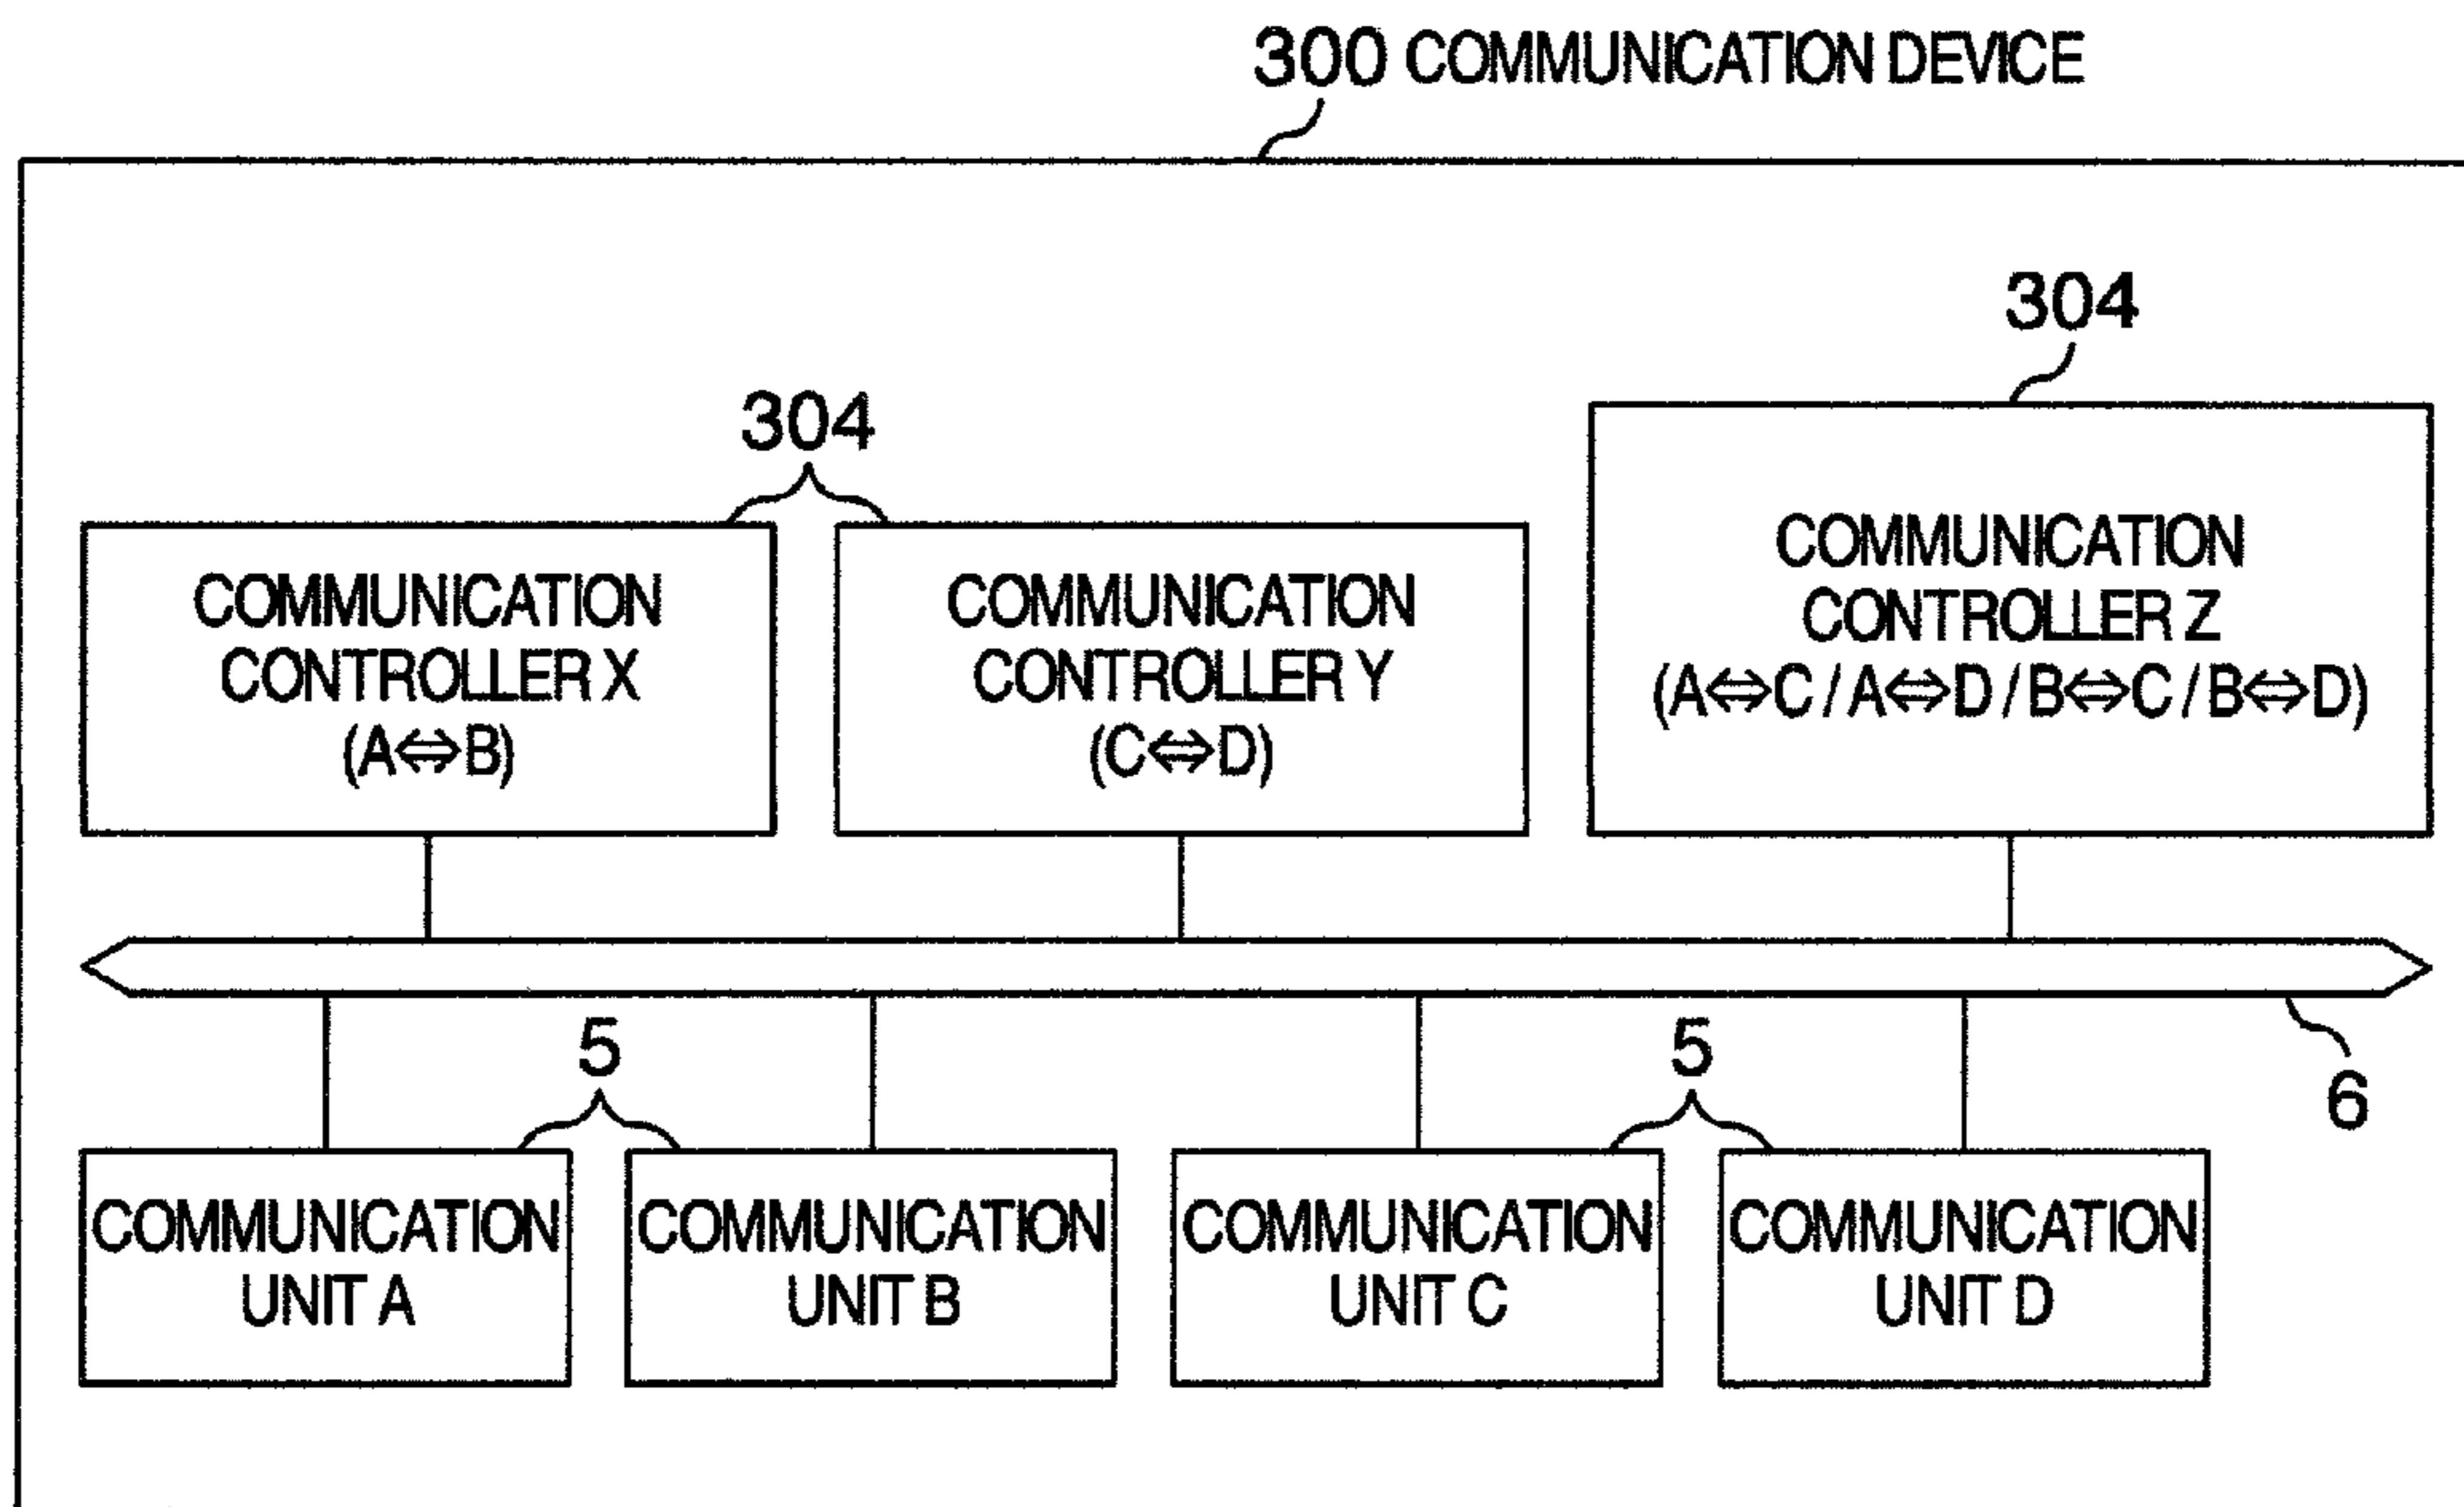 300 COMMUNICATION DEVICE
304
304
COMMUNICATION
CONTROLLER X
(A⇔B)
COMMUNICATION
CONTROLLER Y
(C⇔D)
COMMUNICATION
CONTROLLER Z
(A⇔C / A⇔D / B⇔C / B⇔D)
5
5
6
COMMUNICATION
UNIT A
COMMUNICATION
UNIT B
COMMUNICATION
UNIT C
COMMUNICATION
UNIT D